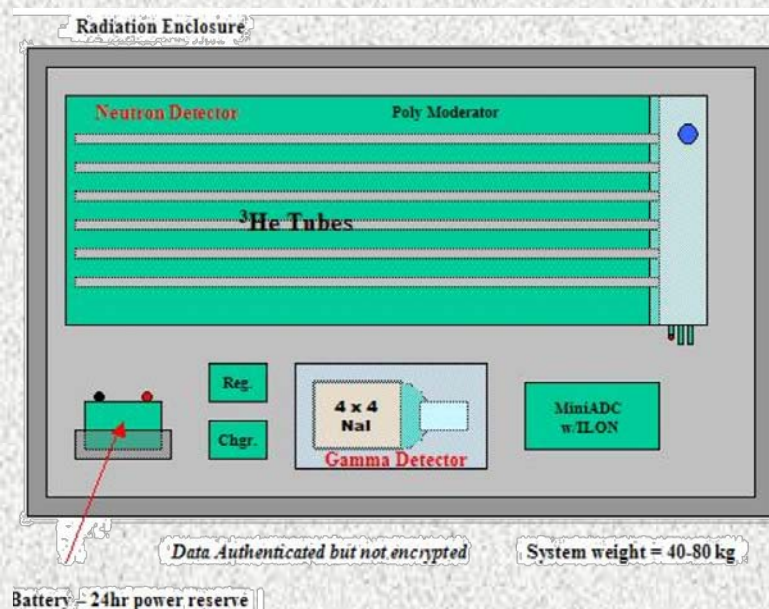 Radiation Enclosure
Neutron Detector
Poly Moderator
³He Tubes
Reg.
Chgr.
4 x 4
NaI
Gamma Detector
MiniADC
w/ILON
Data Authenticated but not encrypted
System weight = 40-80 kg
Battery – 24hr power reserve